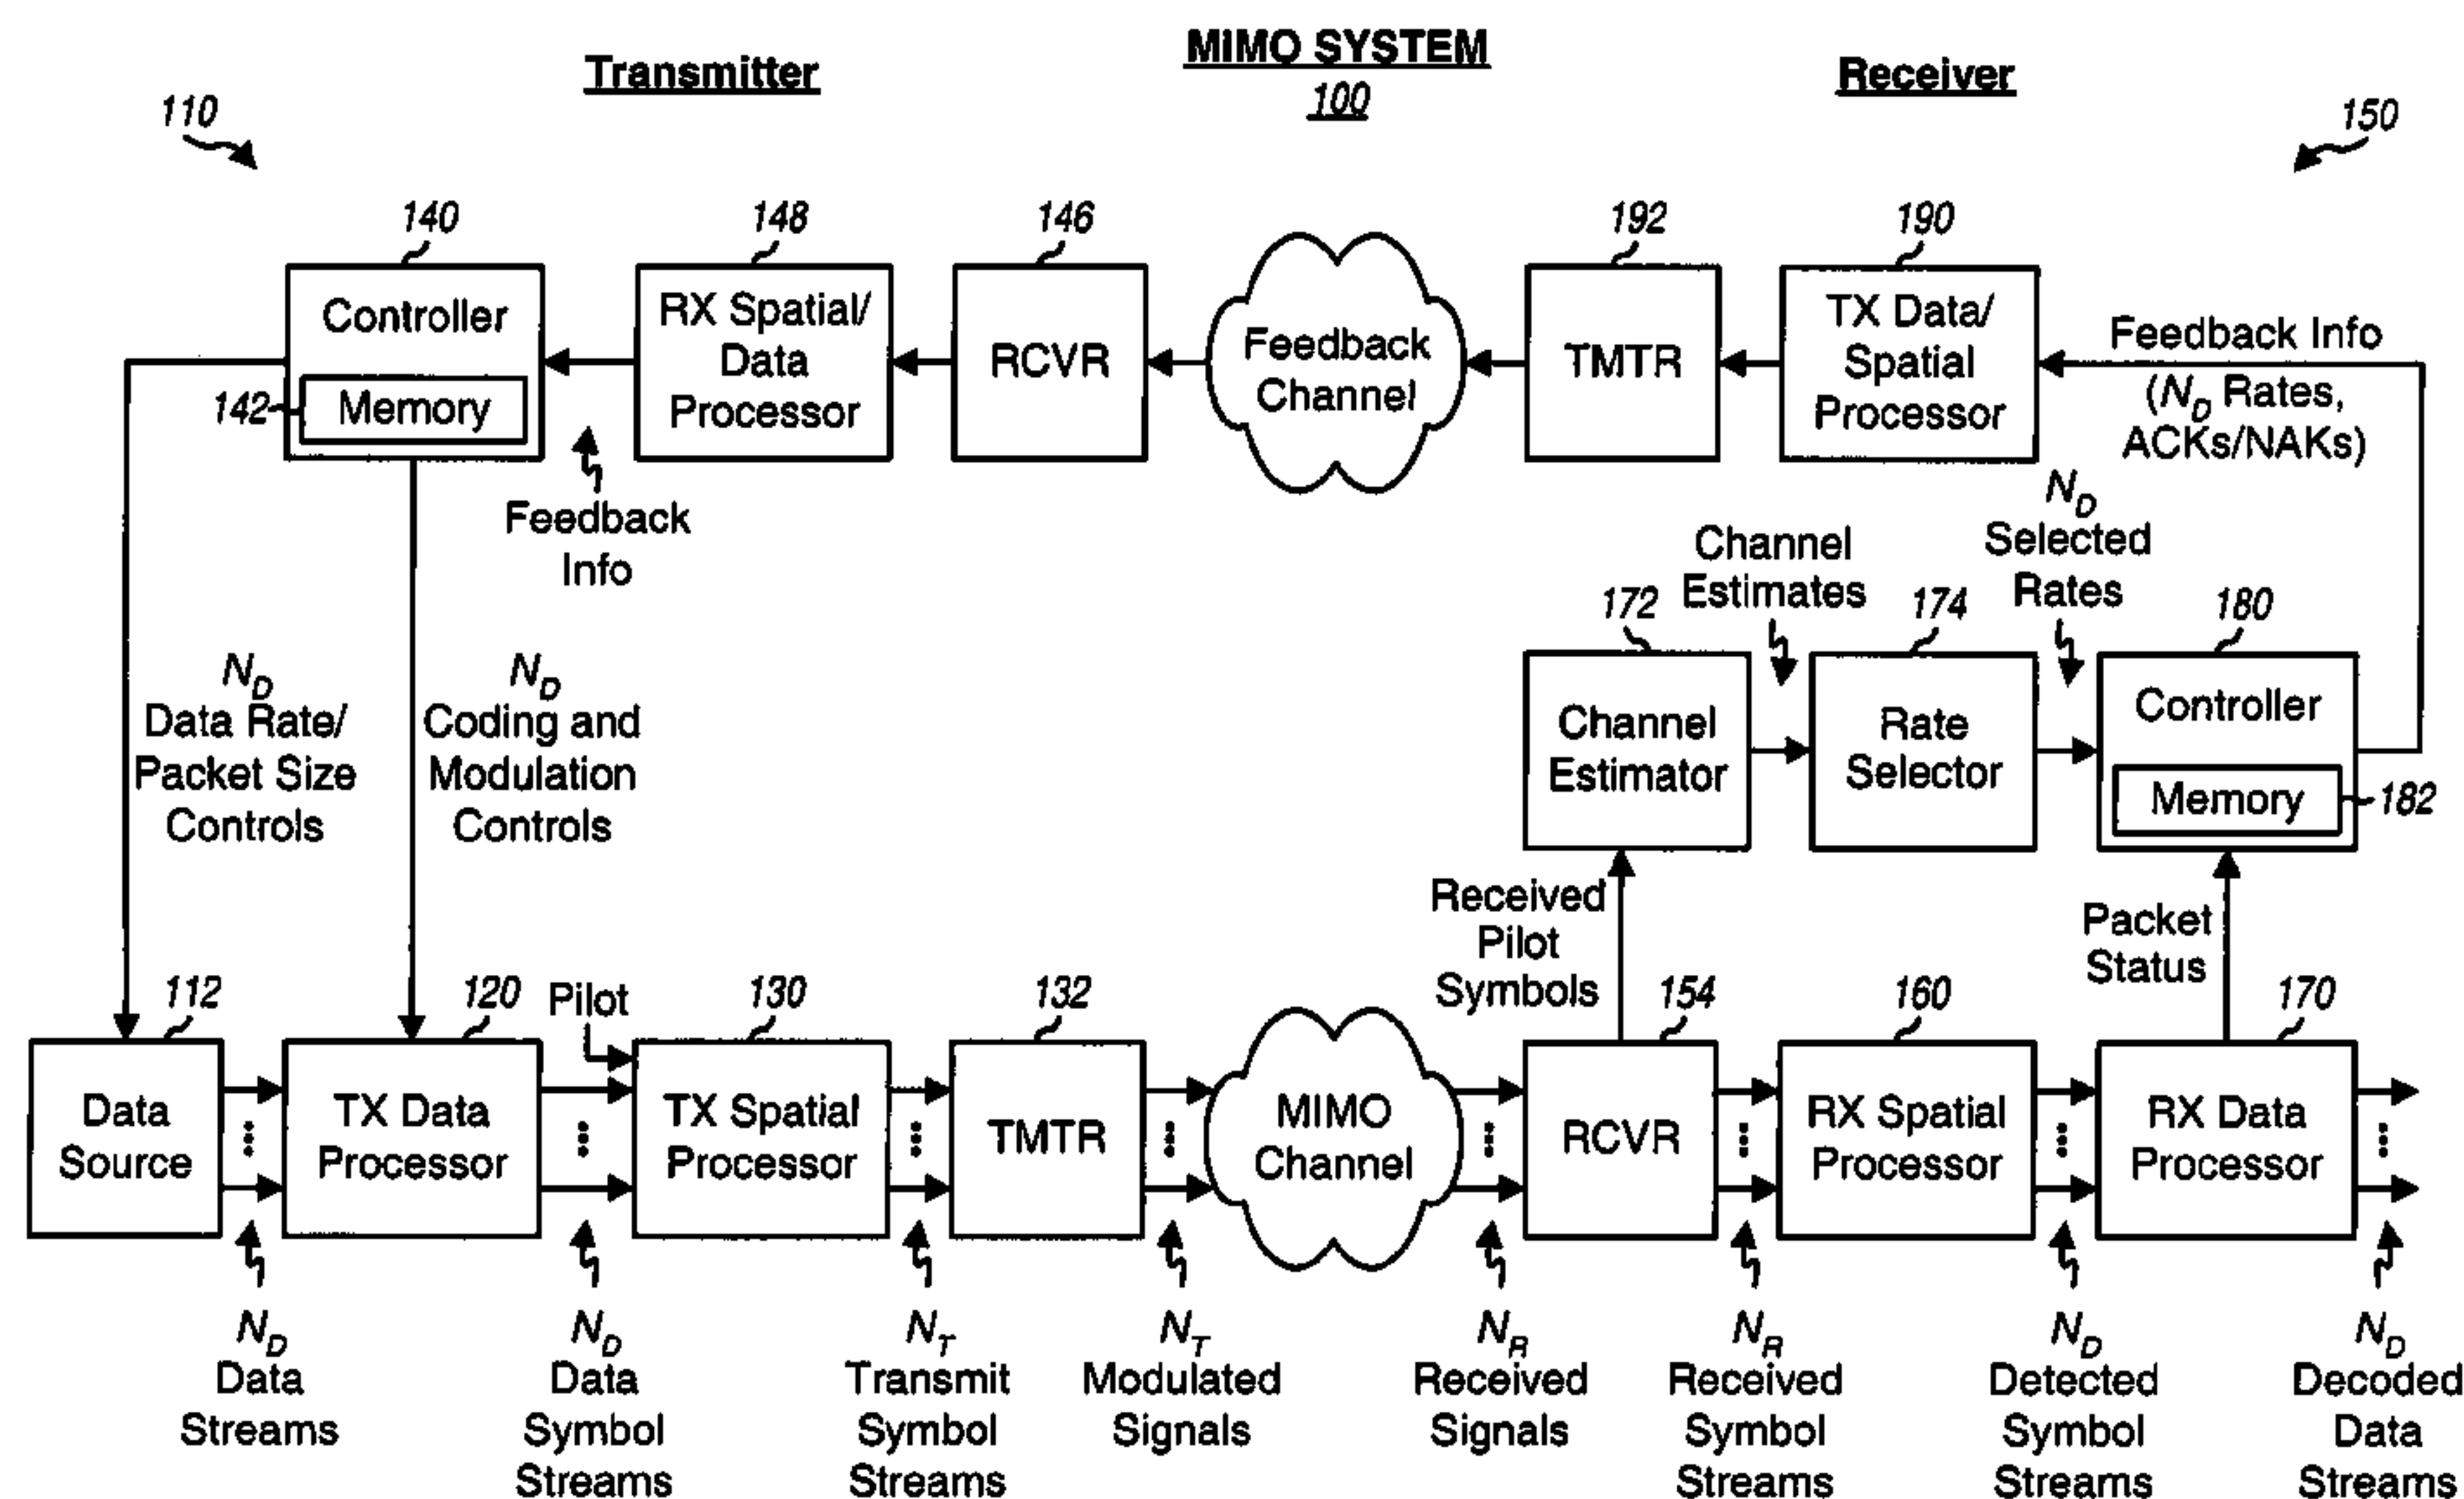 MIMO SYSTEM
100
Transmitter
Receiver
110
150
140
Controller
Memory
142
148
RX Spatial/
Data
Processor
146
RCVR
Feedback
Channel
192
TMTR
190
TX Data/
Spatial
Processor
Feedback Info
(N_D Rates,
ACKs/NAKs)
Feedback
Info
N_D
Data Rate/
Packet Size
Controls
N_D
Coding and
Modulation
Controls
172
Channel
Estimator
Channel
Estimates
174
Rate
Selector
N_D
Selected
Rates
180
Controller
Memory
182
Received
Pilot
Symbols
Packet
Status
112
Data
Source
120
TX Data
Processor
Pilot
130
TX Spatial
Processor
132
TMTR
MIMO
Channel
154
RCVR
160
RX Spatial
Processor
170
RX Data
Processor
N_D
Data
Streams
N_D
Data
Symbol
Streams
N_T
Transmit
Symbol
Streams
N_T
Modulated
Signals
N_R
Received
Signals
N_R
Received
Symbol
Streams
N_D
Detected
Symbol
Streams
N_D
Decoded
Data
Streams